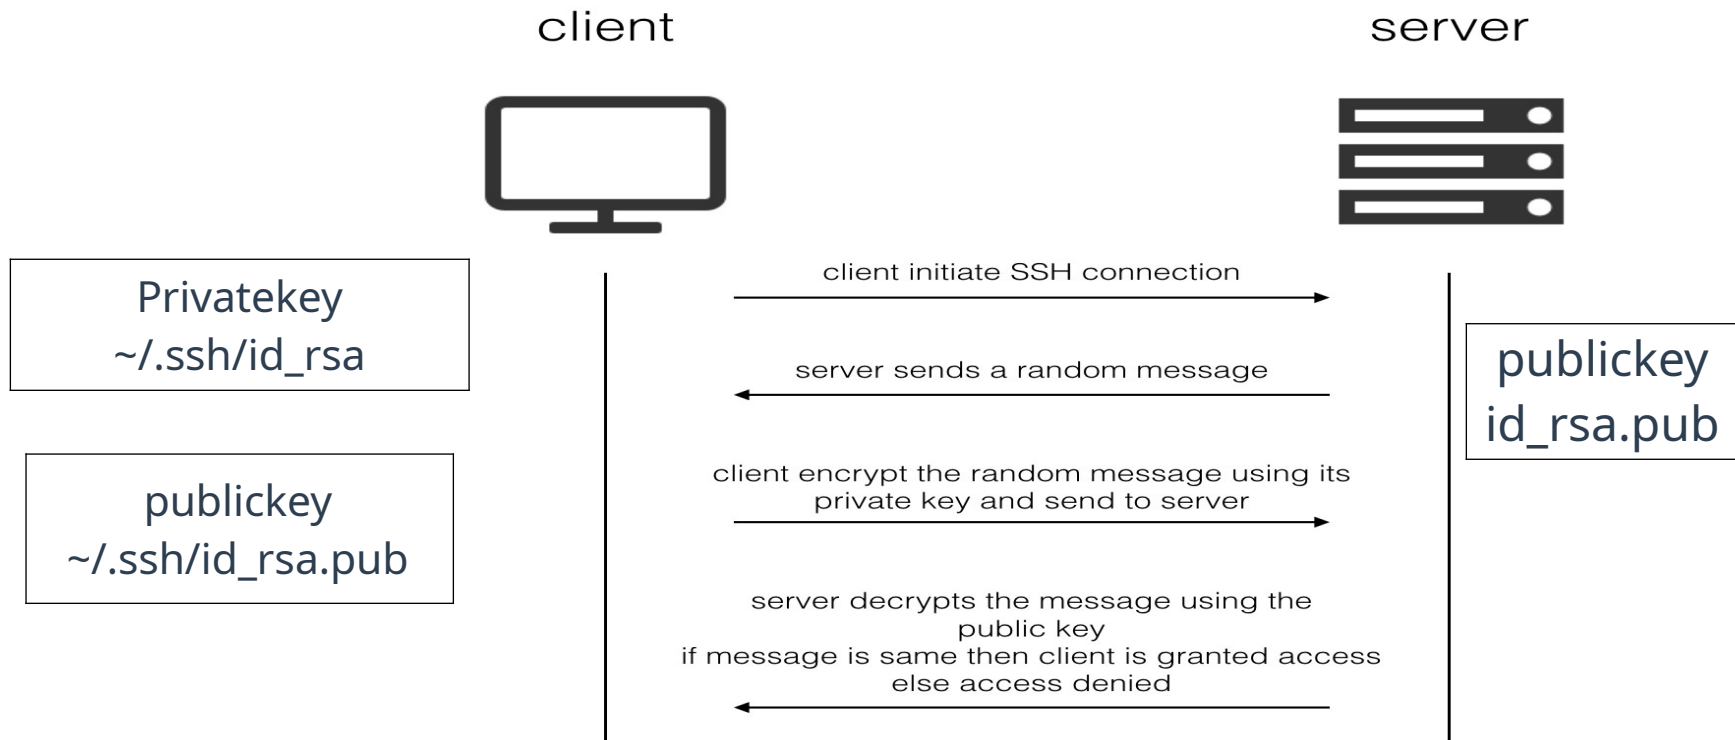 client
server
Privatekey
~/.ssh/id_rsa
publickey
~/.ssh/id_rsa.pub
client initiate SSH connection
server sends a random message
client encrypt the random message using its
private key and send to server
server decrypts the message using the
public key
if message is same then client is granted access
else access denied
publickey
id_rsa.pub